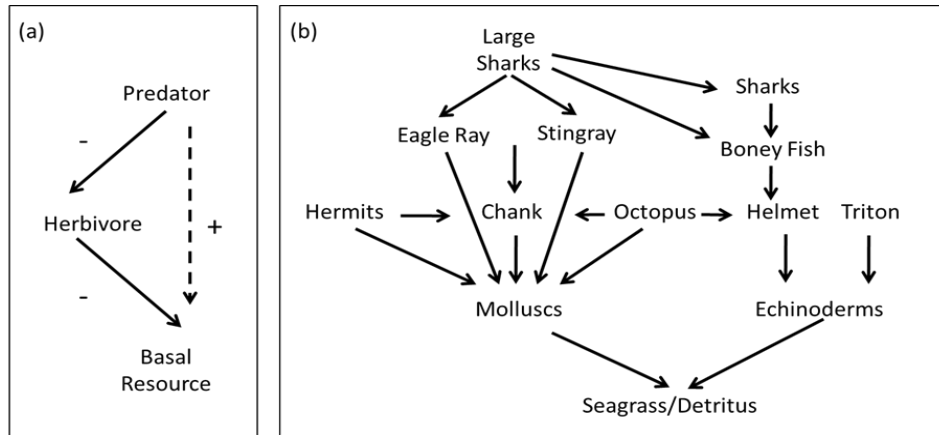 (a)
Predator
-
Herbivore
+
-
Basal
Resource
(b)
Large
Sharks
Sharks
Eagle Ray
Stingray
Boney Fish
Hermits
Chank
Octopus
Helmet
Triton
Molluscs
Echinoderms
Seagrass/Detritus